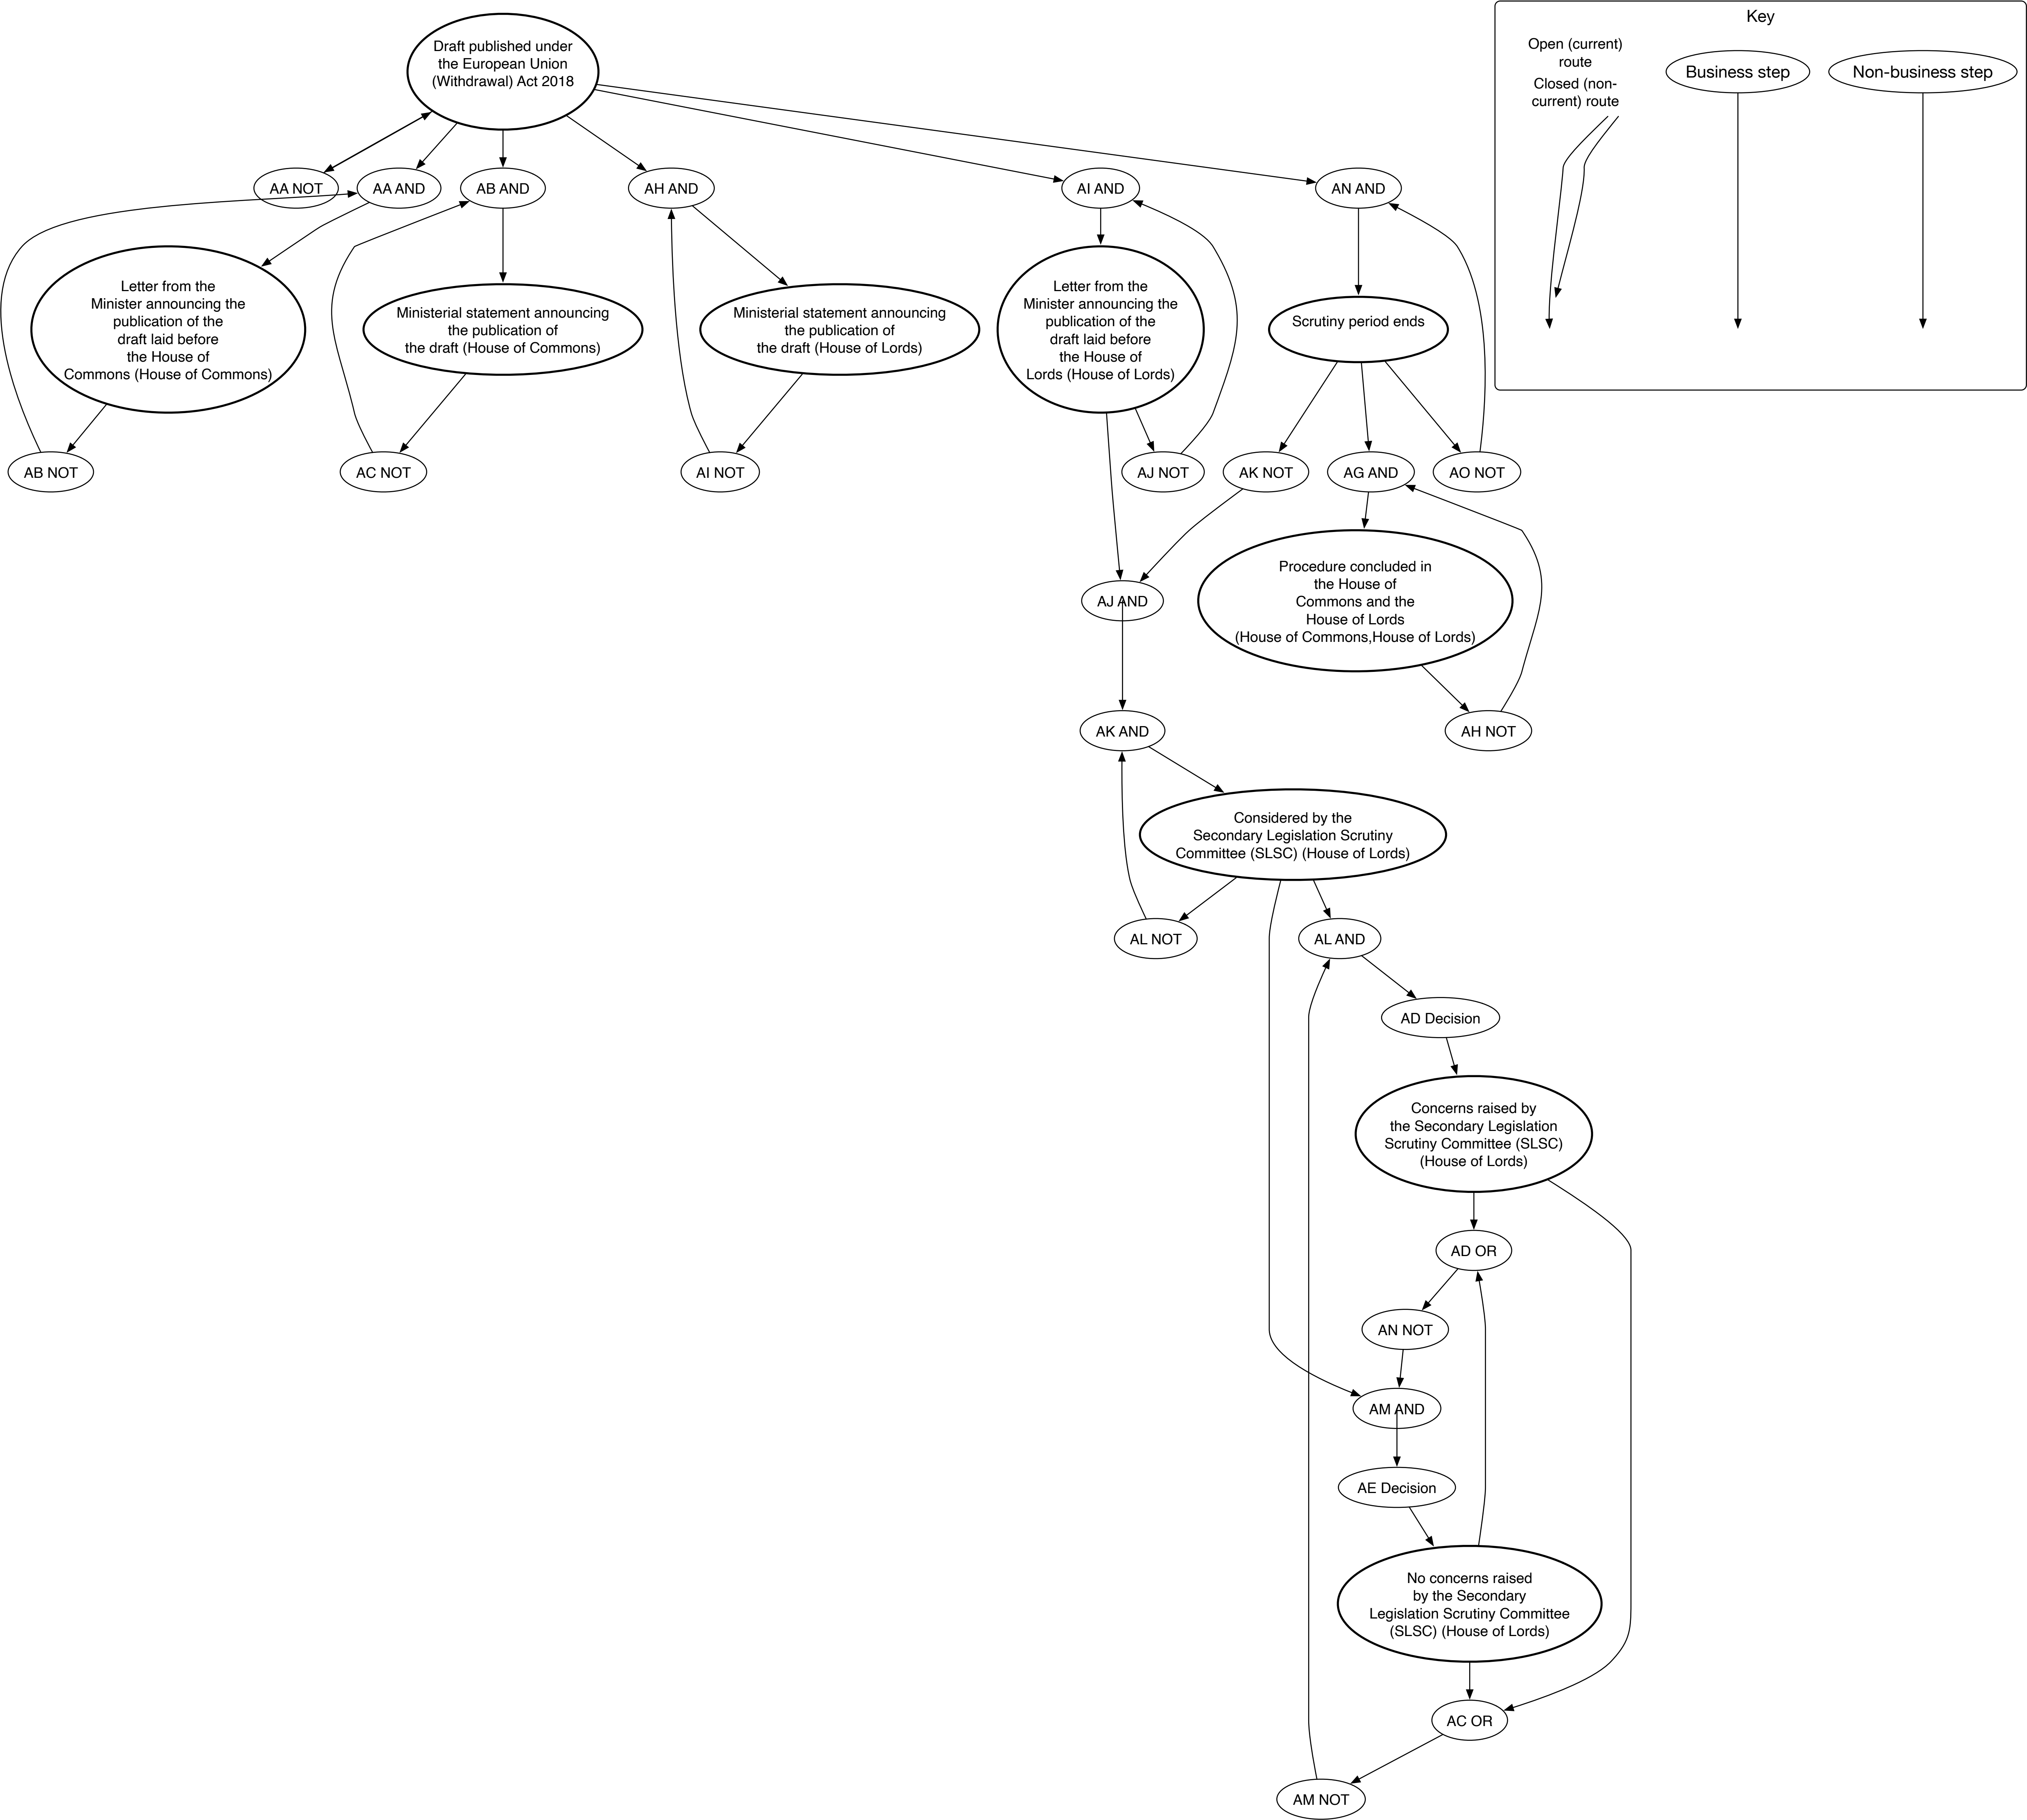 Key
Draft published under
the European Union
(Withdrawal) Act 2018
Open (current)
route
Closed (non-
current) route
Business step
Non-business step
AA NOT
AA AND
AB AND
AH AND
AI AND
AN AND
Letter from the
Minister announcing the
publication of the
draft laid before
the House of
Commons (House of Commons)
Ministerial statement announcing
the publication of
the draft (House of Commons)
Ministerial statement announcing
the publication of
the draft (House of Lords)
Letter from the
Minister announcing the
publication of the
draft laid before
the House of
Lords (House of Lords)
Scrutiny period ends
AB NOT
AC NOT
AI NOT
AJ NOT
AK NOT
AG AND
AO NOT
Procedure concluded in
the House of
Commons and the
House of Lords
(House of Commons,House of Lords)
AJ AND
AK AND
AH NOT
Considered by the
Secondary Legislation Scrutiny
Committee (SLSC) (House of Lords)
AL NOT
AL AND
AD Decision
Concerns raised by
the Secondary Legislation
Scrutiny Committee (SLSC)
(House of Lords)
AD OR
AN NOT
AM AND
AE Decision
No concerns raised
by the Secondary
Legislation Scrutiny Committee
(SLSC) (House of Lords)
AC OR
AM NOT